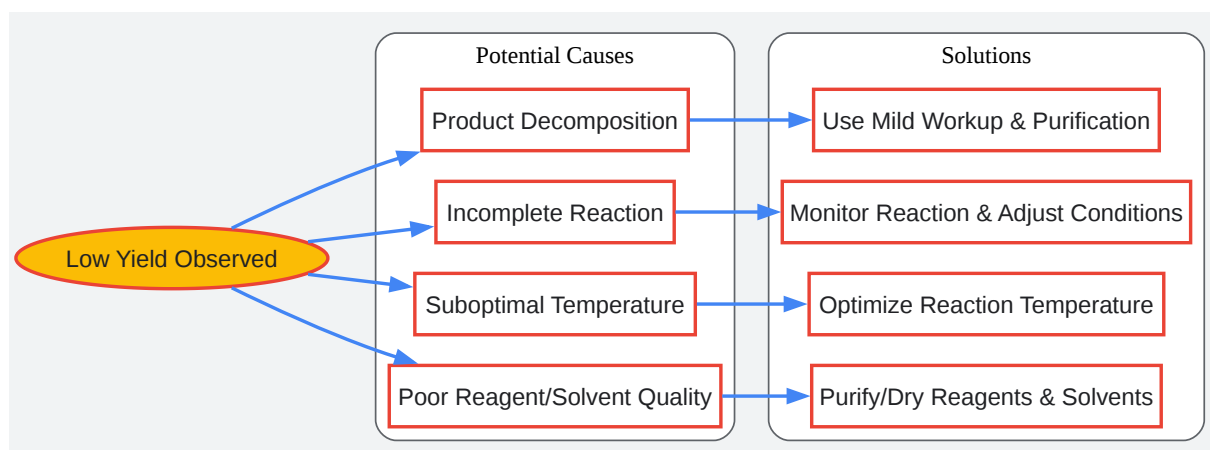 Potential Causes
Solutions
Product Decomposition
Use Mild Workup & Purification
Incomplete Reaction
Monitor Reaction & Adjust Conditions
Low Yield Observed
Suboptimal Temperature
Optimize Reaction Temperature
Poor Reagent/Solvent Quality
Purify/Dry Reagents & Solvents